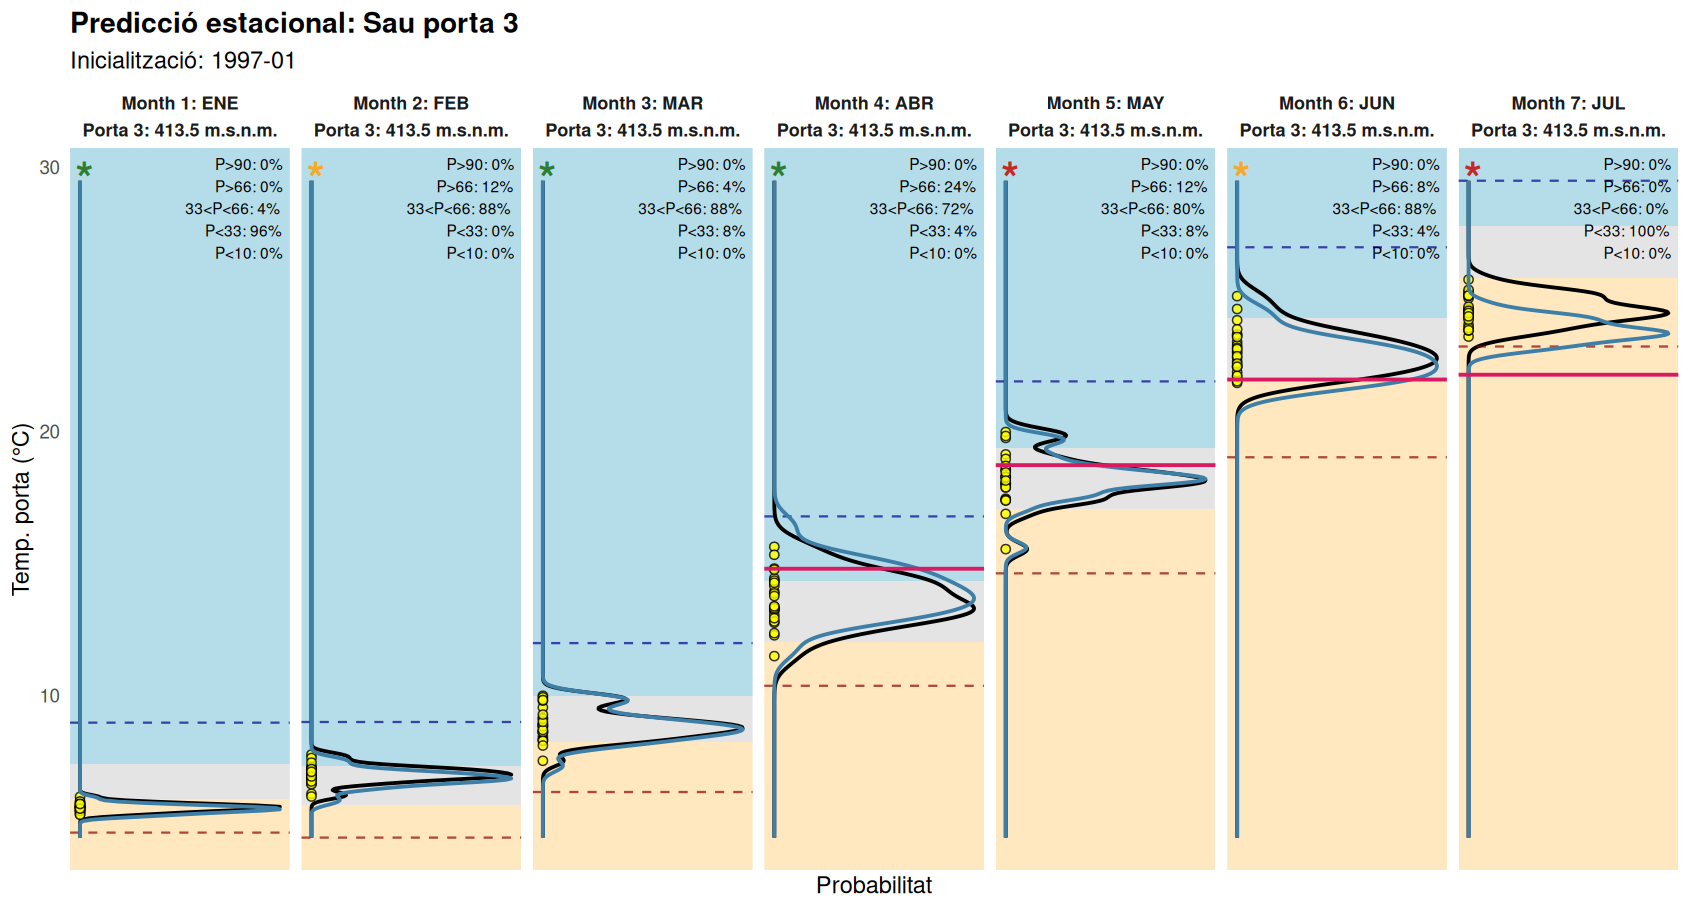 Predicció estacional: Sau porta 3
Inicialització: 1997-01
Month 1: ENE
Porta 3: 413.5 m.s.n.m.
Month 2: FEB
Porta 3: 413.5 m.s.n.m.
Month 3: MAR
Porta 3: 413.5 m.s.n.m.
Month 4: ABR
Porta 3: 413.5 m.s.n.m.
Month 5: MAY
Porta 3: 413.5 m.s.n.m.
Month 6: JUN
Porta 3: 413.5 m.s.n.m.
Month 7: JUL
Porta 3: 413.5 m.s.n.m.
Temp. porta (°C)
30
20
10
*
P>90: 0%
P>66: 0%
33<P<66: 4%
P<33: 96%
P<10: 0%
*
P>90: 0%
P>66: 12%
33<P<66: 88%
P<33: 0%
P<10: 0%
*
P>90: 0%
P>66: 4%
33<P<66: 88%
P<33: 8%
P<10: 0%
*
P>90: 0%
P>66: 24%
33<P<66: 72%
P<33: 4%
P<10: 0%
*
P>90: 0%
P>66: 12%
33<P<66: 80%
P<33: 8%
P<10: 0%
*
P>90: 0%
P>66: 8%
33<P<66: 88%
P<33: 4%
P<10: 0%
*
P>90: 0%
P>66: 0%
33<P<66: 0%
P<33: 100%
P<10: 0%
Probabilitat